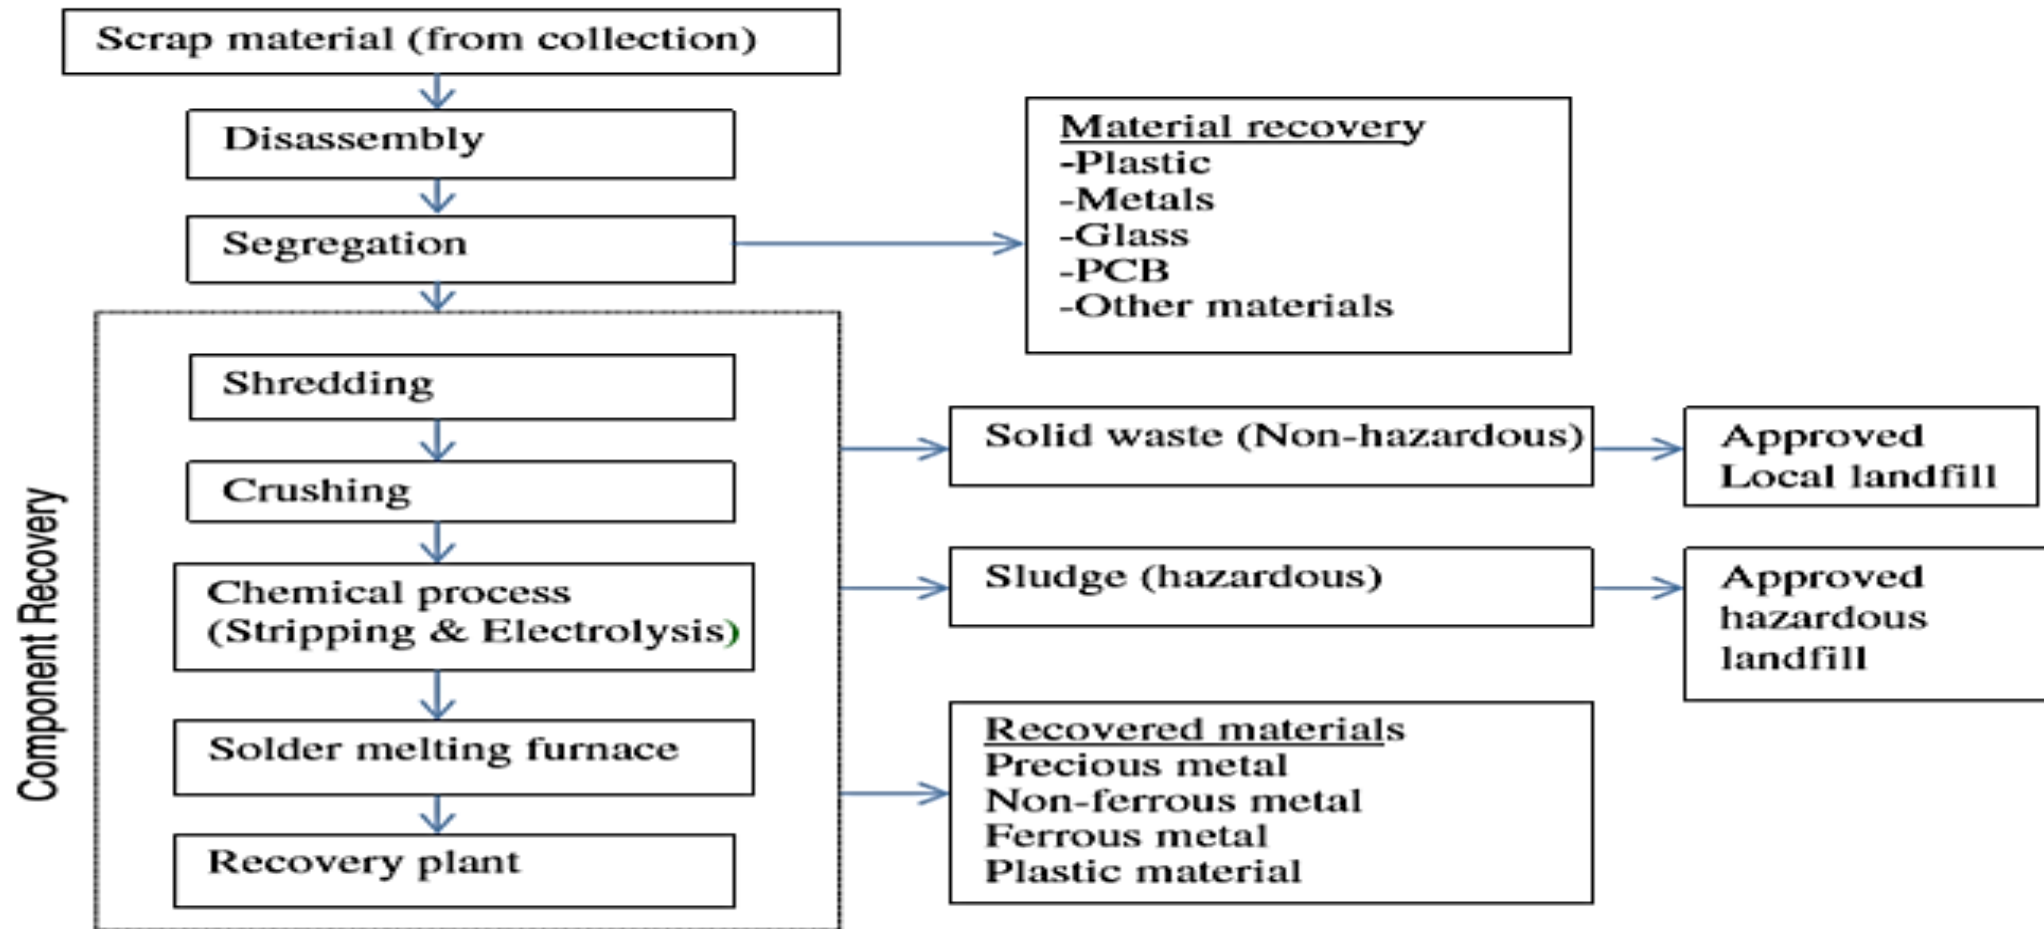 Scrap material (from collection)
Disassembly
Segregation
Material recovery
-Plastic
-Metals
-Glass
-PCB
-Other materials
Component Recovery
Shredding
Crushing
Chemical process
(Stripping & Electrolysis)
Solder melting furnace
Recovery plant
Solid waste (Non-hazardous)
Approved
Local landfill
Sludge (hazardous)
Approved
hazardous
landfill
Recovered materials
Precious metal
Non-ferrous metal
Ferrous metal
Plastic material